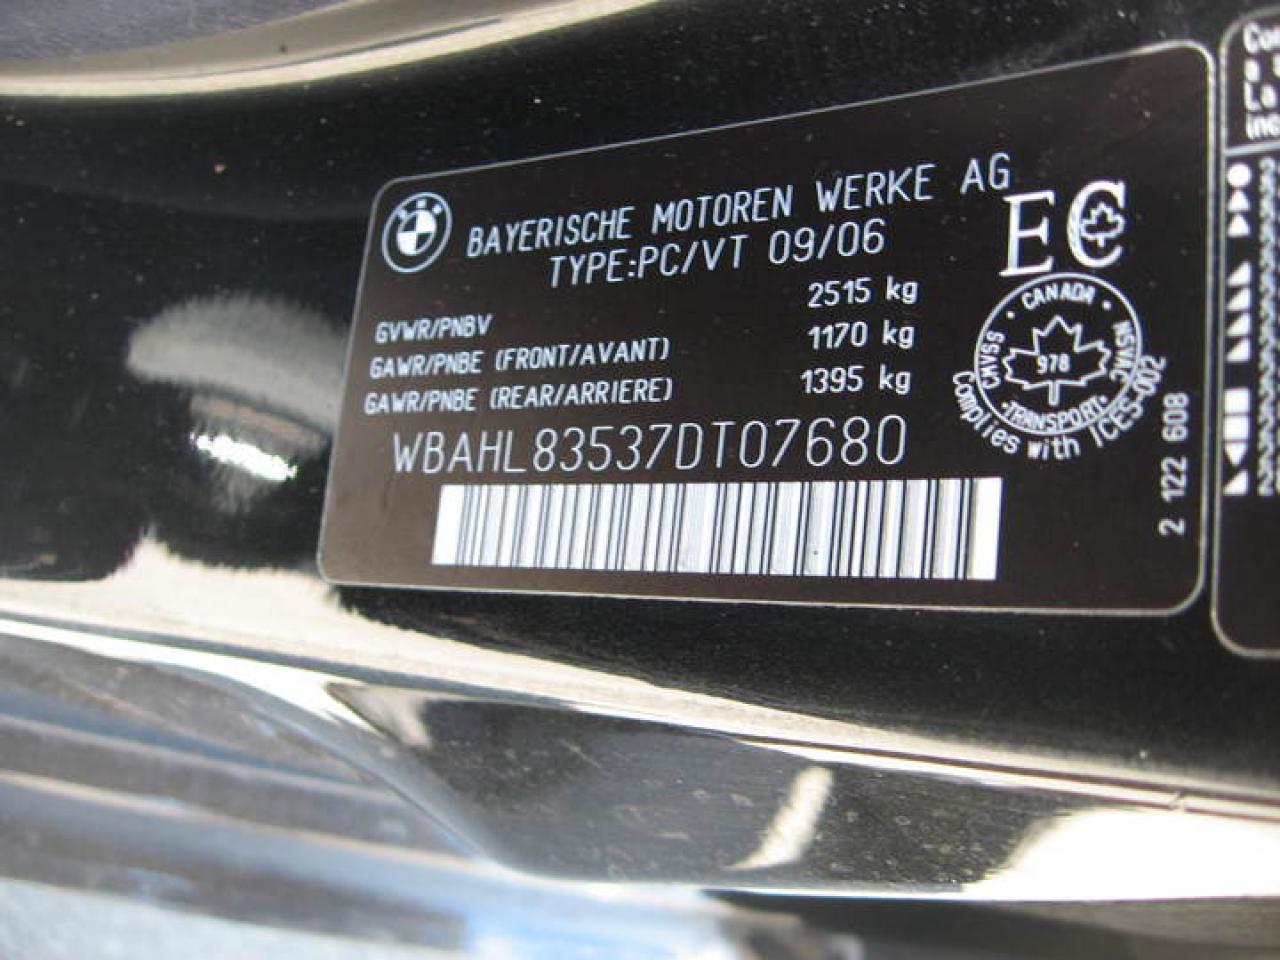 BAYERISCHE MOTOREN WERKE AG
TYPE:PC/VT 09/06
GVWR/PNBV 2515 kg
GAWR/PNBE (FRONT/AVANT) 1170 kg
GAWR/PNBE (REAR/ARRIERE) 1395 kg
WBAHL83537DT07680
EC
CANADA
CMVSS
978
NSVAC
TRANSPORT
Complies with ICES-002
2 122 608
La